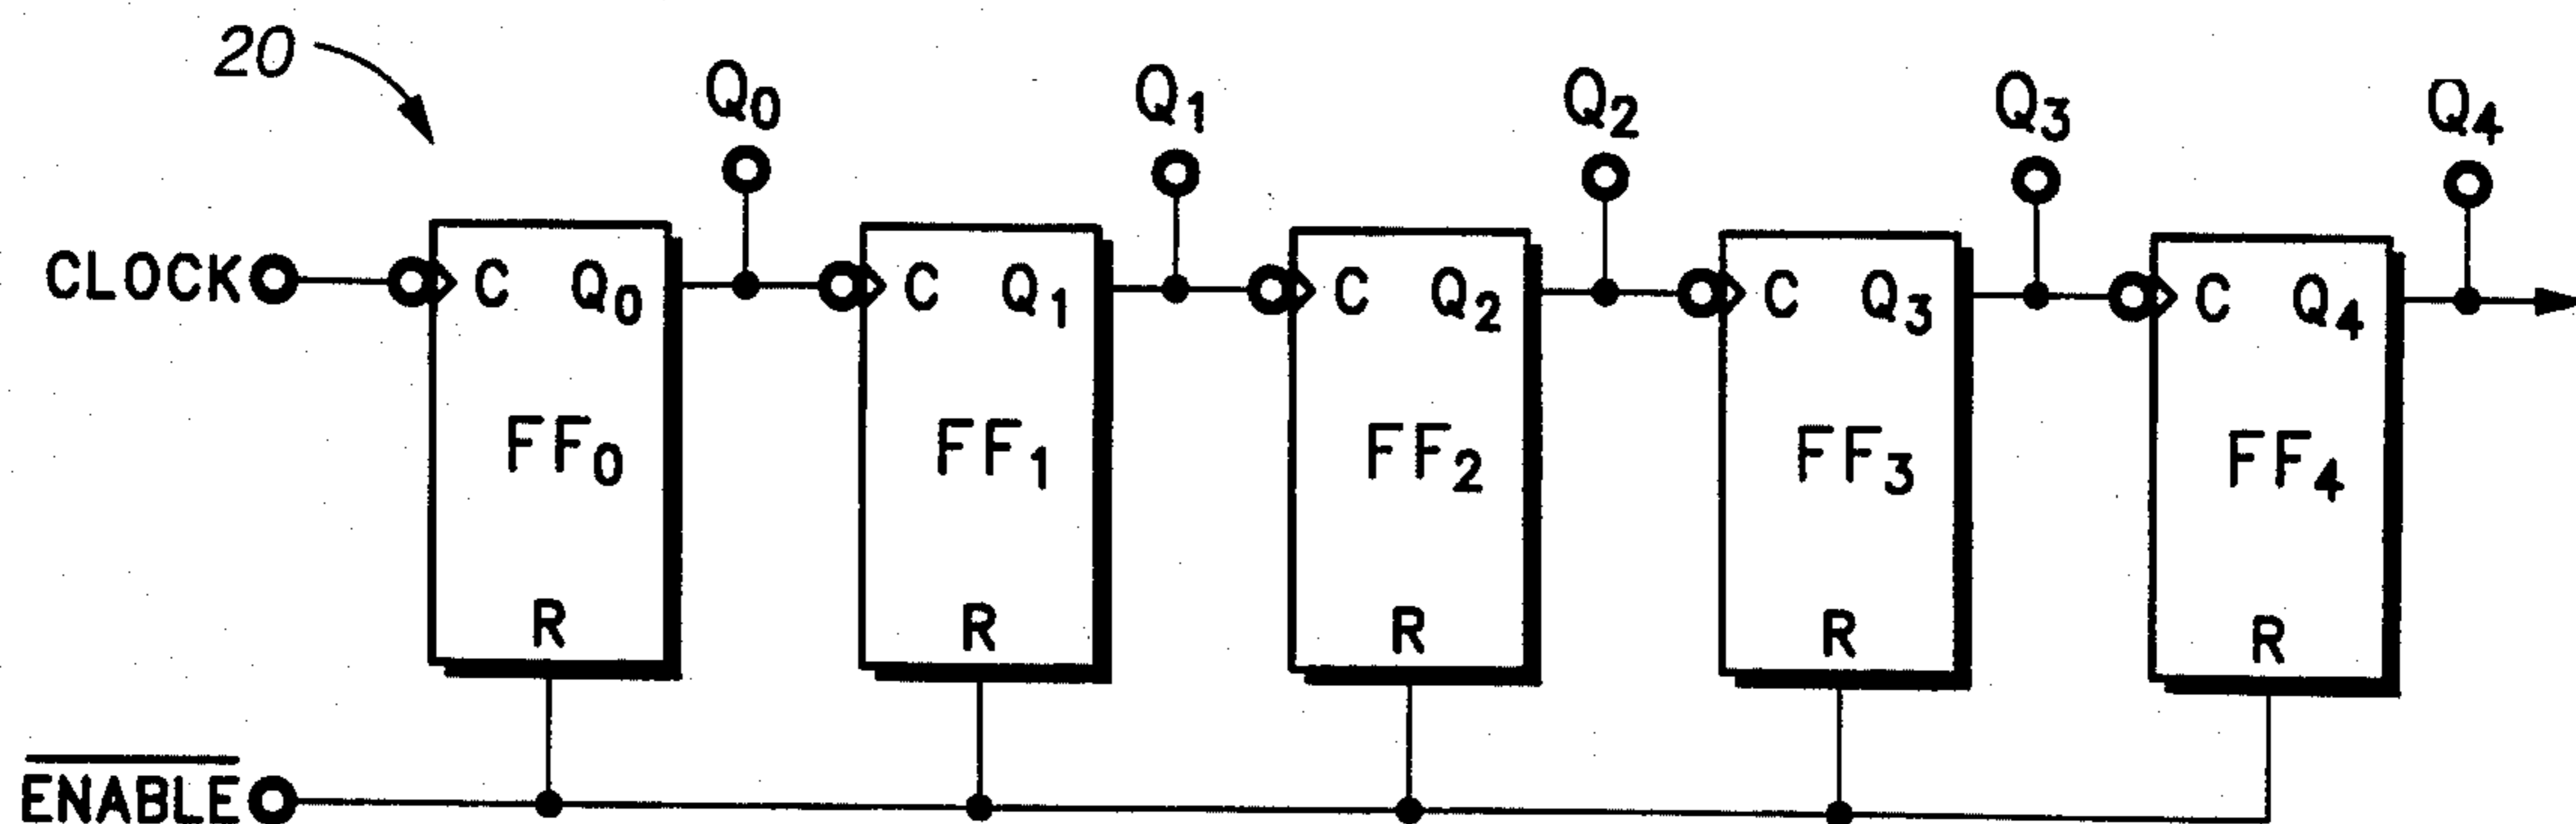 20
Q0 Q1 Q2 Q3 Q4
CLOCK C Q0 C Q1 C Q2 C Q3 C Q4
FF0 FF1 FF2 FF3 FF4
R R R R R
ENABLE